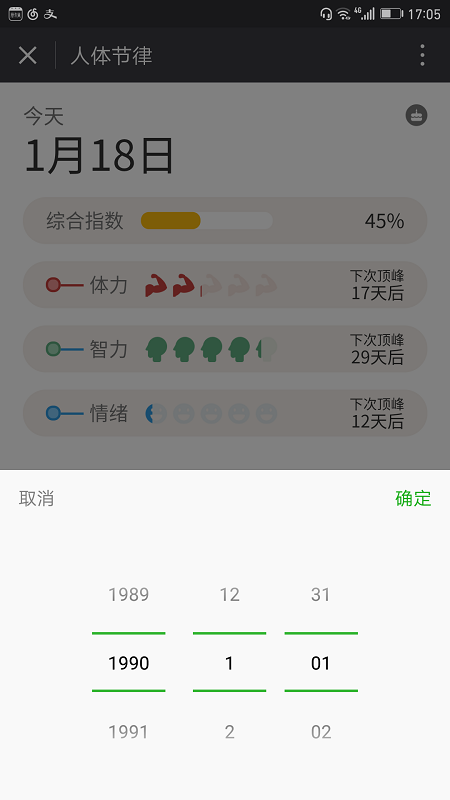 支 4G 17:05
人体节律
今天
1月18日
综合指数 45%
体力 下次顶峰
17天后
智力 下次顶峰
29天后
情绪 下次顶峰
12天后
取消 确定
1989 12 31
1990 1 01
1991 2 02